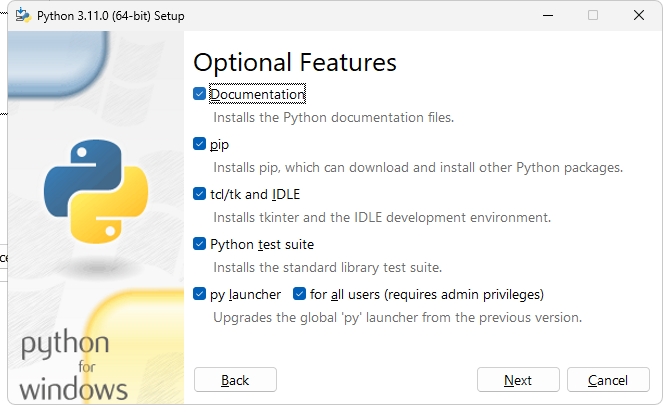 Python 3.11.0 (64-bit) Setup
Optional Features
Documentation
Installs the Python documentation files.
pip
Installs pip, which can download and install other Python packages.
tcl/tk and IDLE
Installs tkinter and the IDLE development environment.
Python test suite
Installs the standard library test suite.
py launcher for all users (requires admin privileges)
Upgrades the global 'py' launcher from the previous version.
python
for
windows
Back Next Cancel